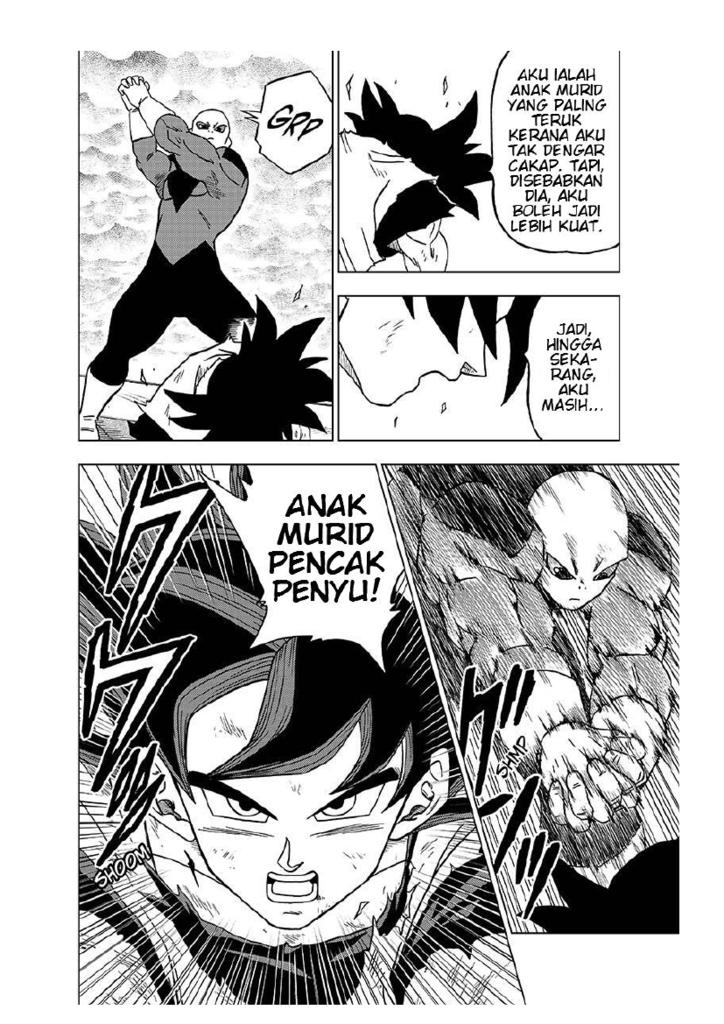 GRP
AKU IALAH
ANAK MURID
YANG PALING
TERUK
KERANA AKU
TAK DENGAR
CAKAP. TAPI,
DISEBABKAN
DIA, AKU
BOLEH JADI
LEBIH KUAT.
JADI,
HINGGA
SEKA-
RANG,
AKU
MASIH...
ANAK
MURID
PENCAK
PENYU!
SHMP
SHOOM